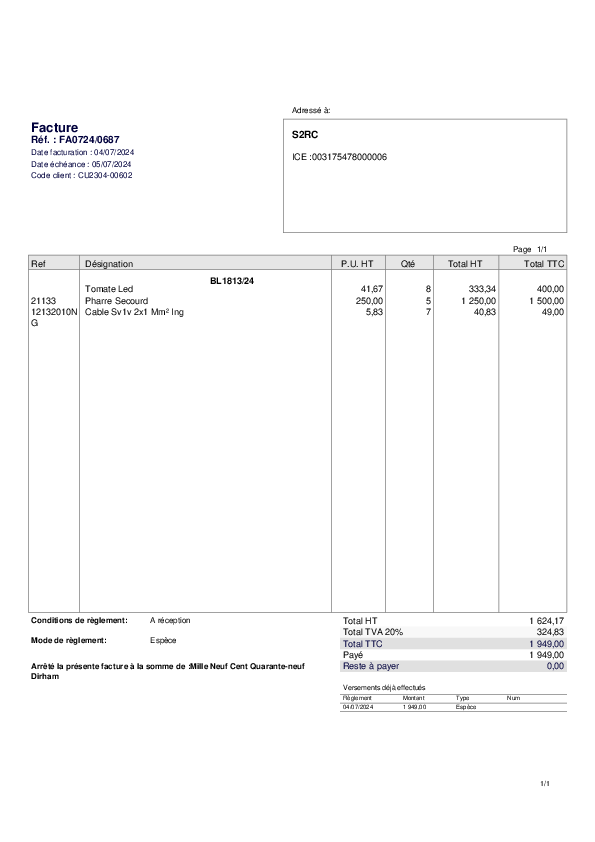 Adressé à:
Facture
Réf. : FA0724/0687
Date facturation : 04/07/2024
Date échéance : 05/07/2024
Code client : CU2304-00602
S2RC
ICE :003175478000006
Page 1/1
Ref Désignation P.U. HT Qté Total HT Total TTC
BL1813/24
Tomate Led 41,67 8 333,34 400,00
21133 Pharre Secourd 250,00 5 1 250,00 1 500,00
12132010N Cable Sv1v 2x1 Mm² Ing 5,83 7 40,83 49,00
G
Conditions de règlement: A réception
Mode de règlement: Espèce
Arrêté la présente facture à la somme de :Mille Neuf Cent Quarante-neuf
Dirham
Total HT 1 624,17
Total TVA 20% 324,83
Total TTC 1 949,00
Payé 1 949,00
Reste à payer 0,00
Versements déjà effectués
Règlement Montant Type Num
04/07/2024 1 949,00 Espèce
1/1